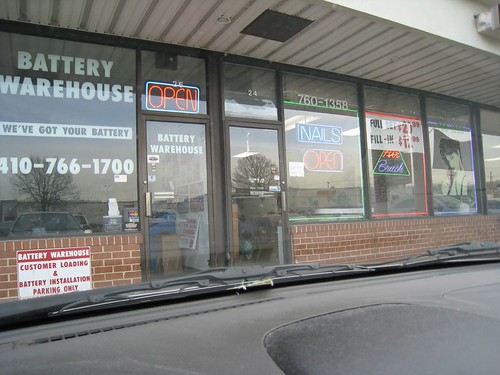 BATTERY
WAREHOUSE
WE'VE GOT YOUR BATTERY
410-766-1700
25
OPEN
BATTERY
WAREHOUSE
24
760-1358
NAILS
OPEN
FULL SET
FILL-IN
BATTERY WAREHOUSE
CUSTOMER LOADING
&
BATTERY INSTALLATION
PARKING ONLY